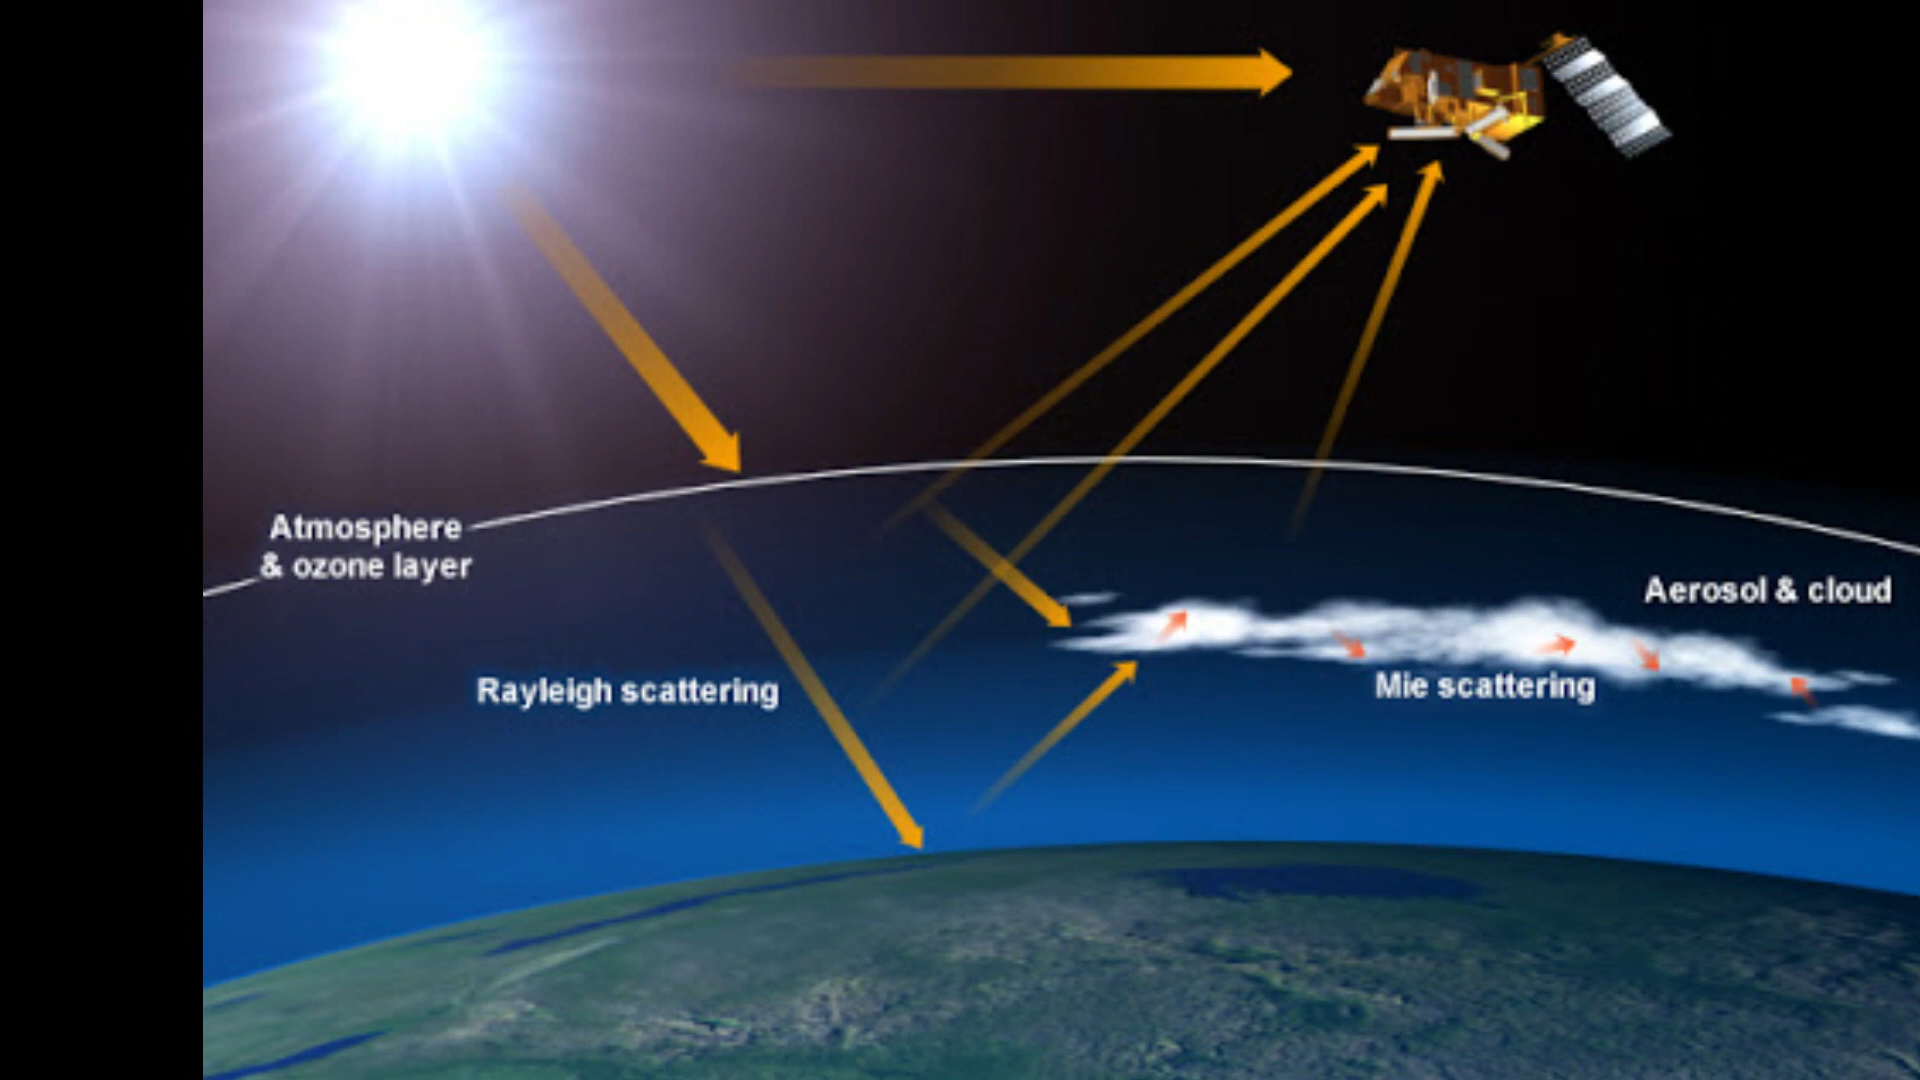 Atmosphere
& ozone layer
Aerosol & cloud
Rayleigh scattering
Mie scattering